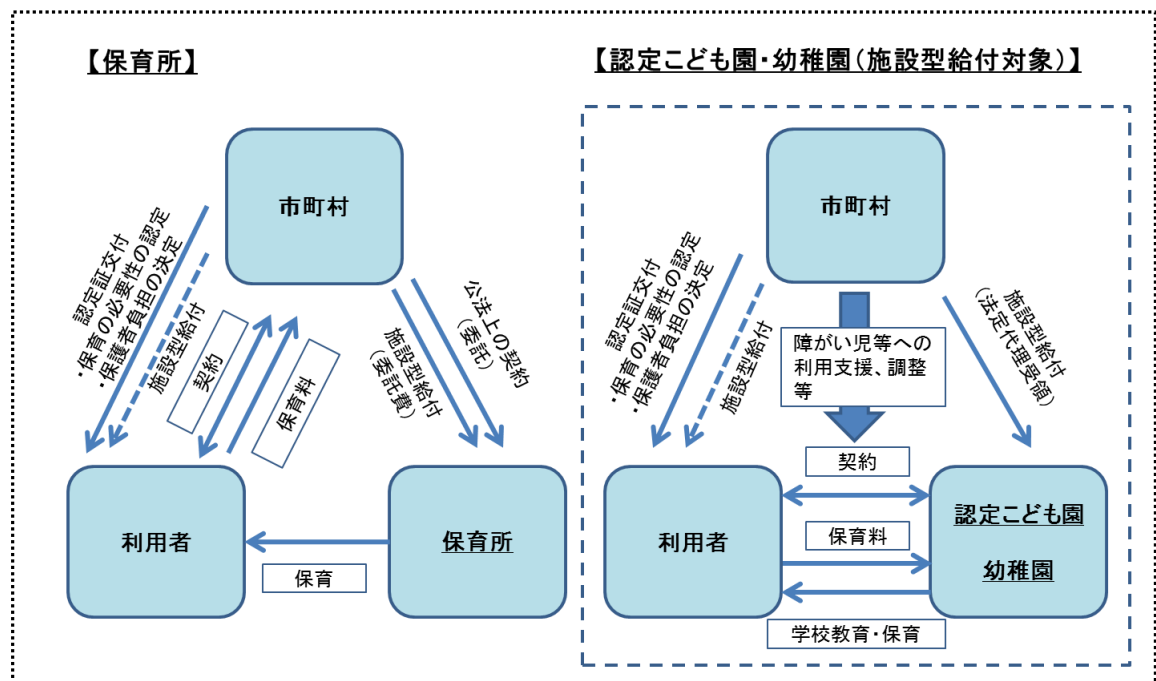 【保育所】
市町村
認定証交付
・保育の必要性の認定
・保護者負担の決定
施設型給付
契約
保育料
公法上の契約
(委託)
施設型給付
(委託費)
利用者
保育所
保育
【認定こども園・幼稚園(施設型給付対象)】
市町村
認定証交付
・保育の必要性の認定
・保護者負担の決定
施設型給付
障がい児等への
利用支援、調整
等
施設型給付
(法定代理受領)
契約
利用者
保育料
認定こども園
幼稚園
学校教育・保育